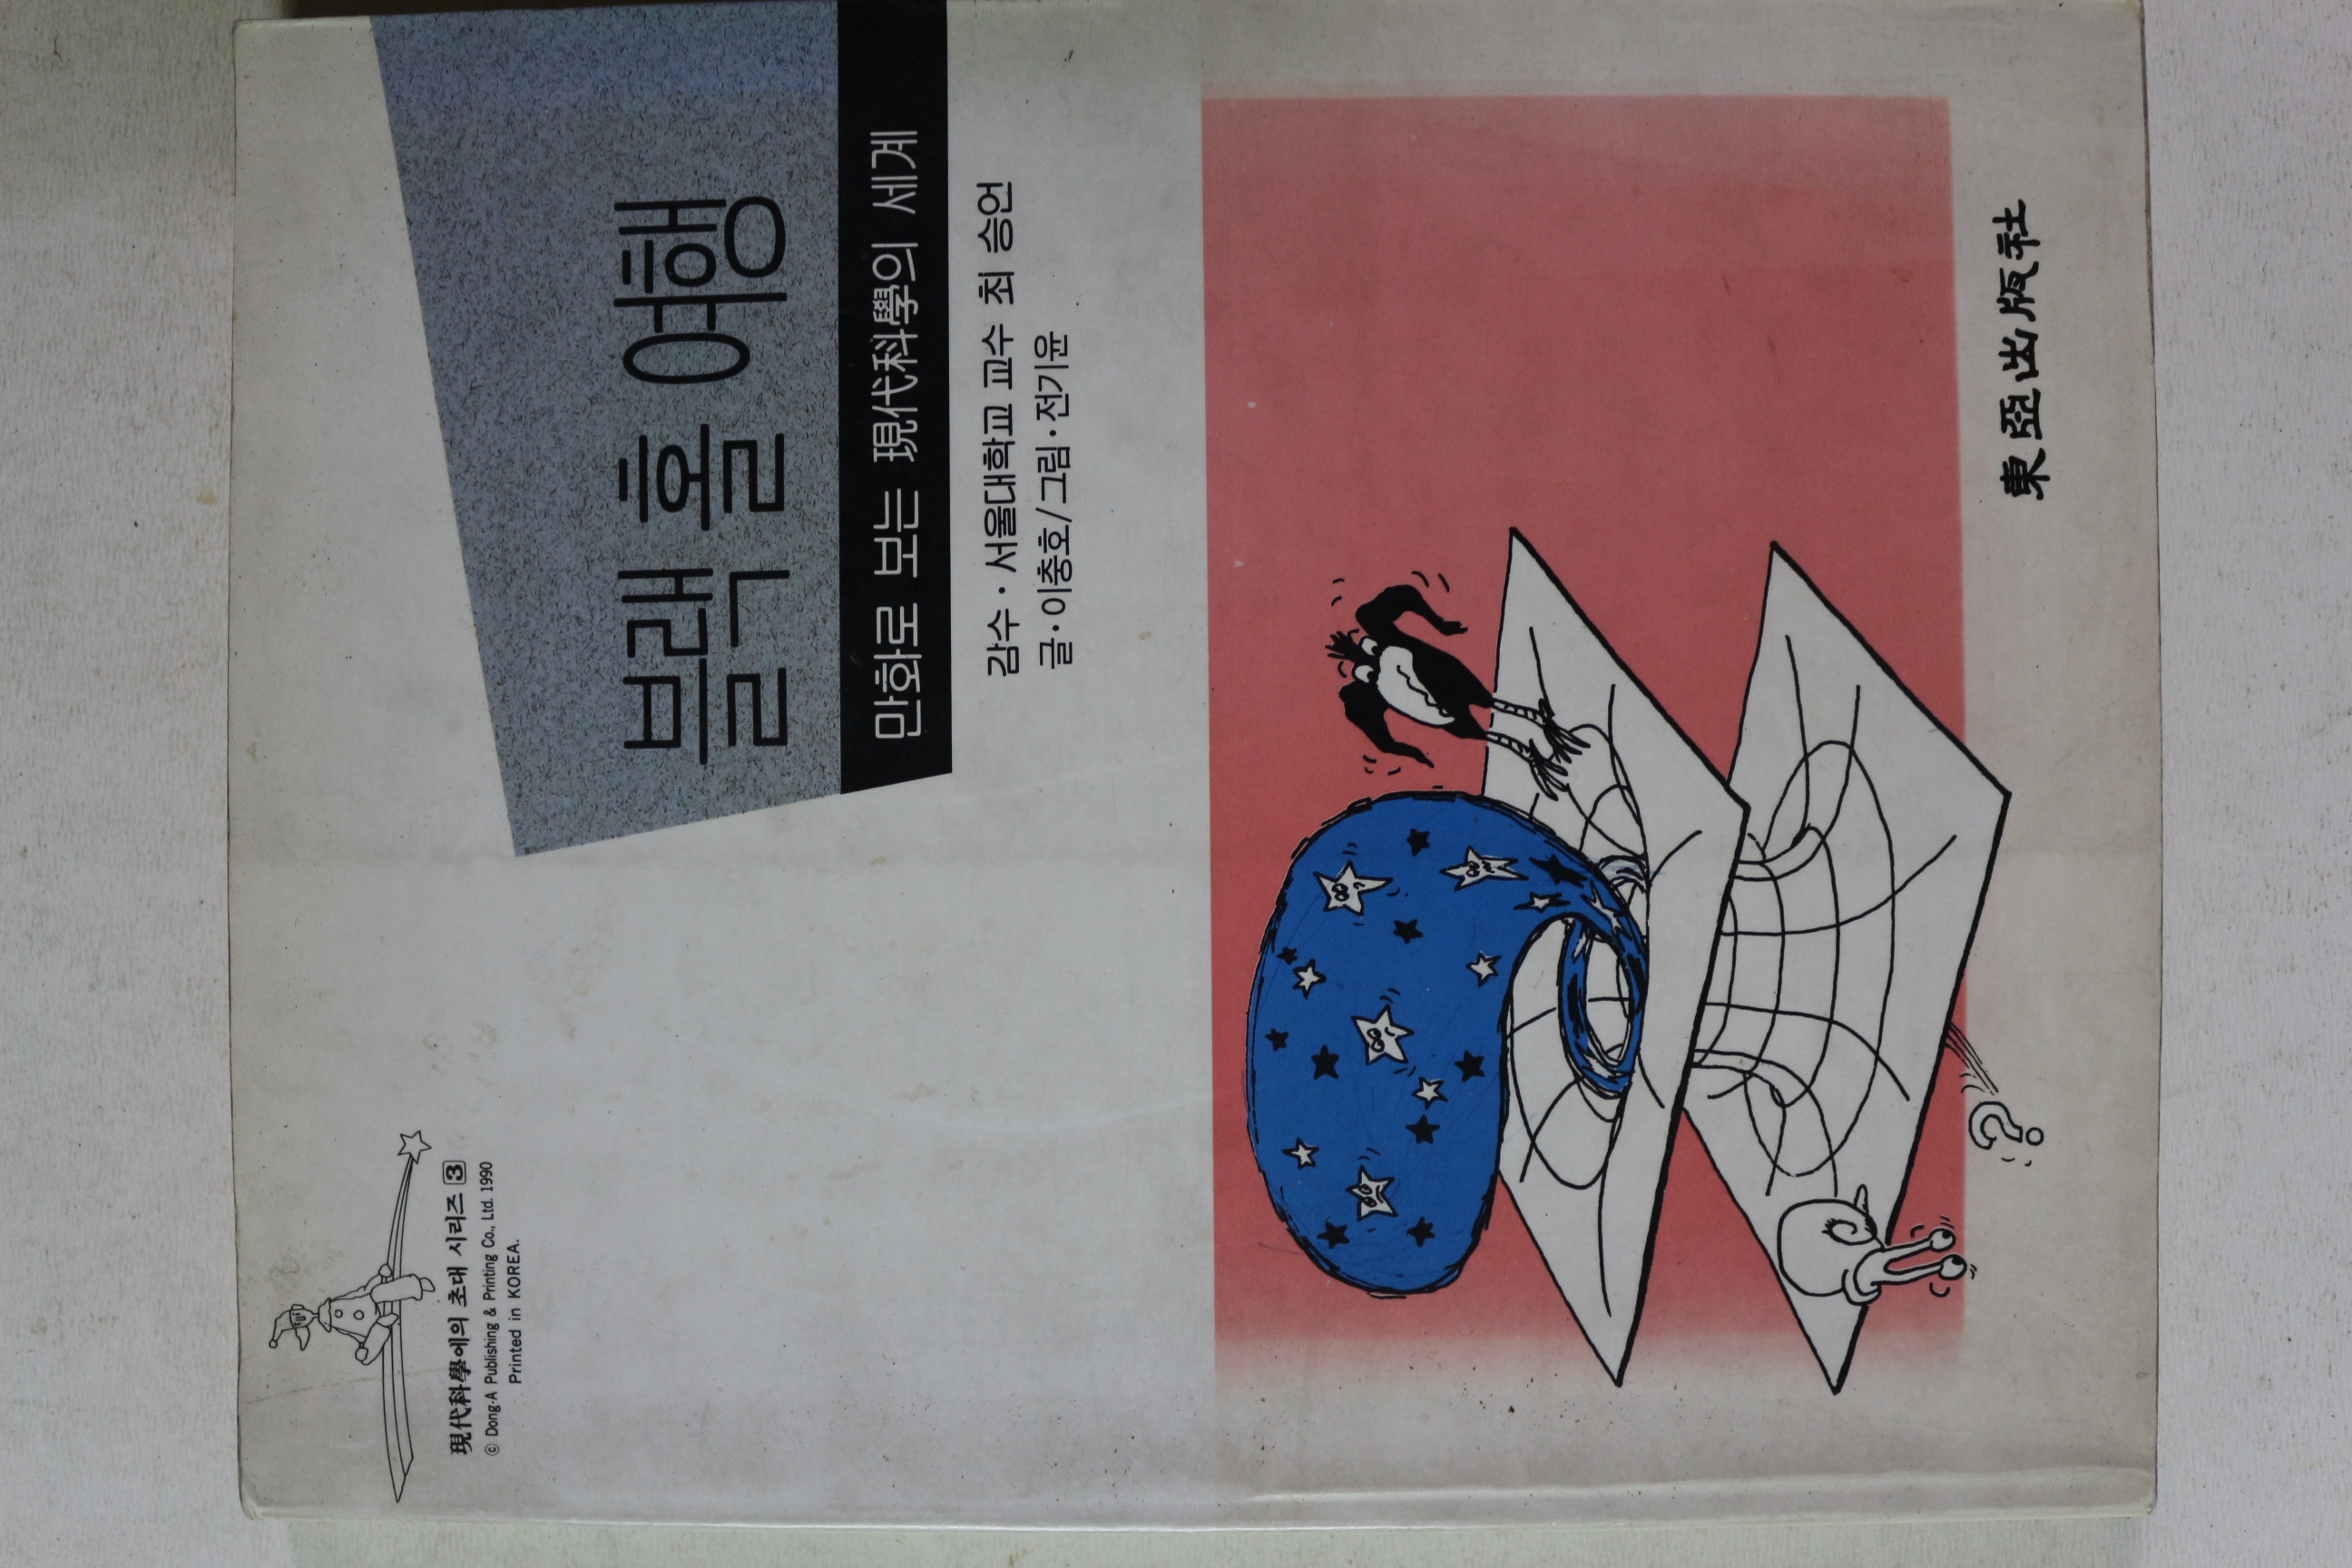 現代科學에의 초대 시리즈 3
© Dong-A Publishing & Printing Co., Ltd. 1990
Printed in KOREA.
블랙 홀 여행
만화로 보는 現代科學의 세계
감수·서울대학교 교수 최 승언
글·이충호/그림·전기윤
?
東亞出版社